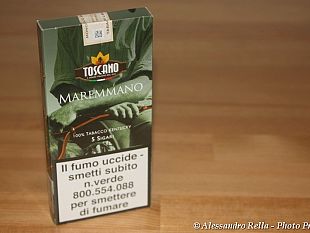 TOSCANO
MAREMMANO
100% TABACCO KENTUCKY
5 SIGARI
Il fumo uccide -
smetti subito
n.verde
800.554.088
per smettere
di fumare
© Alessandro Rella - Photo Pr